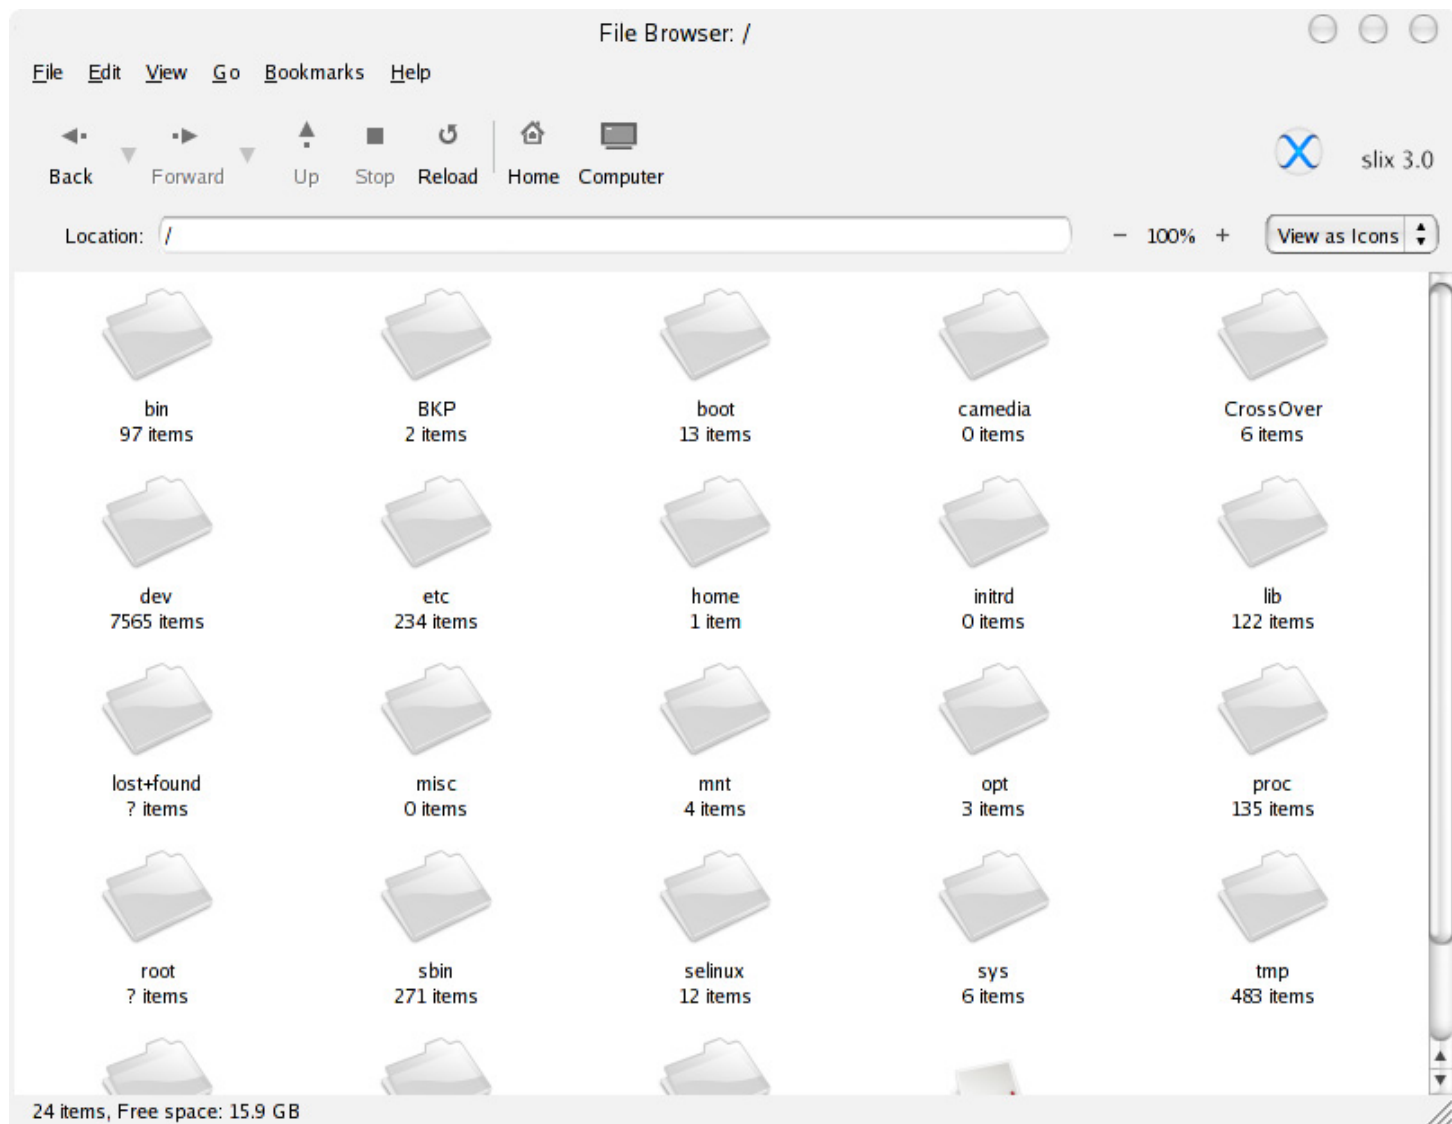 File Browser: /
File Edit View Go Bookmarks Help
Back Forward Up Stop Reload Home Computer
slix 3.0
Location: / − 100% + View as Icons
bin BKP boot camedia CrossOver
97 items 2 items 13 items 0 items 6 items
dev etc home initrd lib
7565 items 234 items 1 item 0 items 122 items
lost+found misc mnt opt proc
? items 0 items 4 items 3 items 135 items
root sbin selinux sys tmp
? items 271 items 12 items 6 items 483 items
24 items, Free space: 15.9 GB